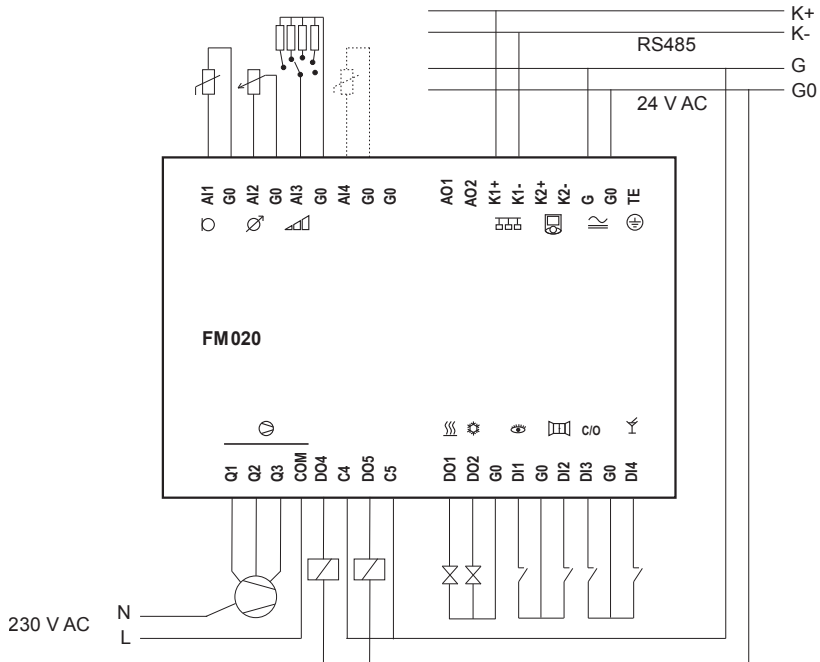 K+
K-
RS485
G
G0
24 V AC
AI1 G0 AI2 G0 AI3 G0 AI4 G0 G0
AO1 AO2 K1+ K1- K2+ K2- G G0 TE
FM020
C/O
Q1 Q2 Q3 COM DO4 C4 DO5 C5
DO1 DO2 G0 DI1 G0 DI2 DI3 G0 DI4
230 V AC
N
L